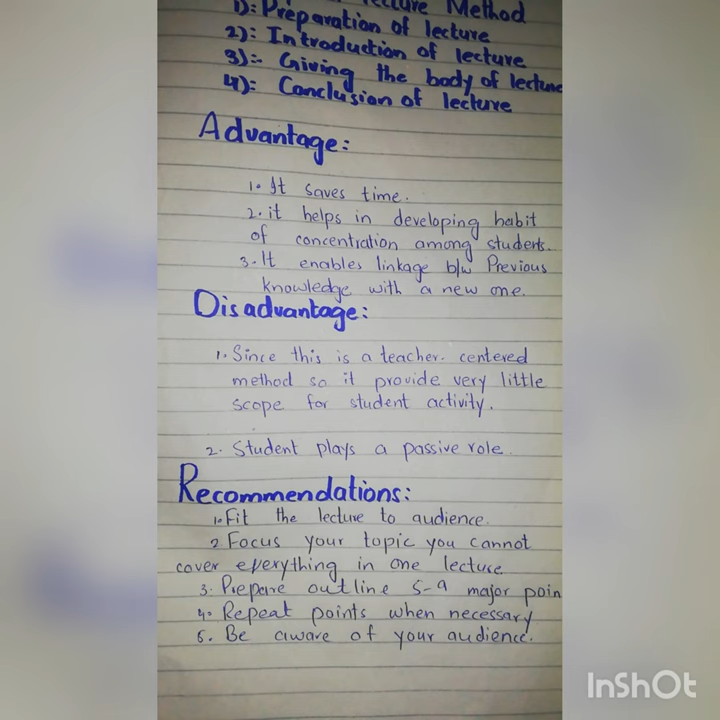 Lecture Method
1):- Preparation of lecture
2):- Introduction of lecture
3):- Giving the body of lecture
4):- Conclusion of lecture
Advantage:
1. It saves time.
2. it helps in developing habit
of concentration among students.
3. It enables linkage b/w Previous
knowledge with a new one.
Disadvantage:
1. Since this is a teacher. centered
method so it provide very little
scope for student activity.
2. Student plays a passive role.
Recommendations:
1. Fit the lecture to audience.
2 Focus your topic you cannot
cover everything in one lecture.
3. Prepare outline 5-9 major poin
4. Repeat points when necessary
5. Be aware of your audience.
InShOt